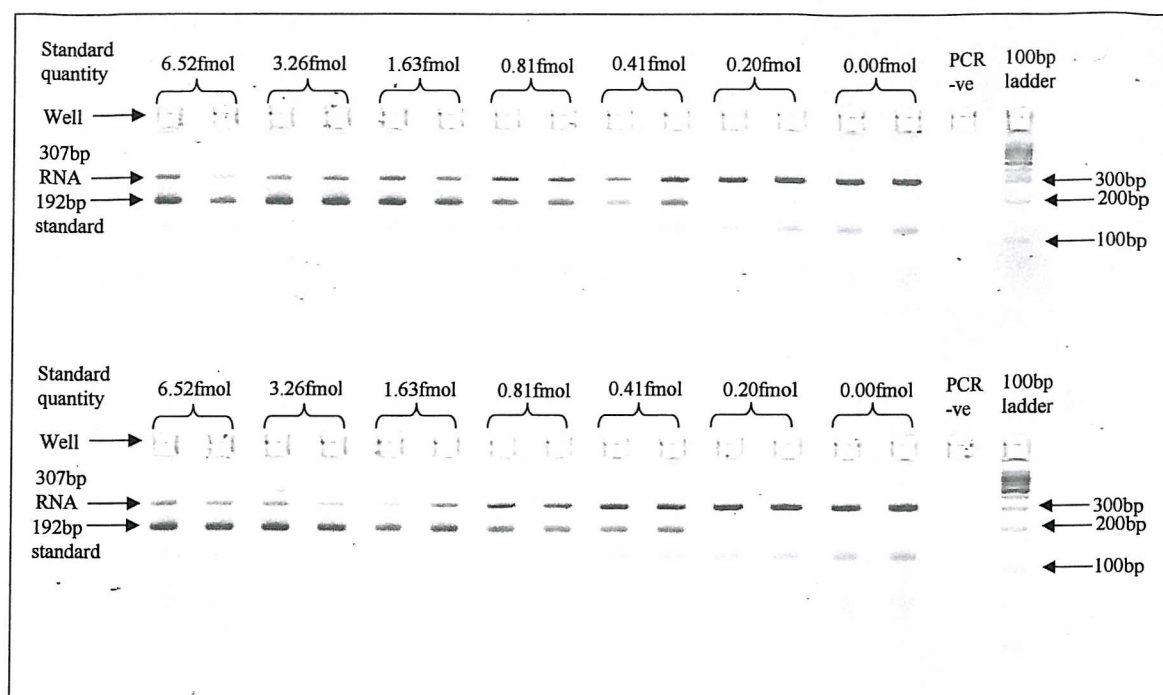 Standard quantity
6.52fmol 3.26fmol 1.63fmol 0.81fmol 0.41fmol 0.20fmol 0.00fmol
PCR -ve
100bp ladder
Well
307bp
RNA
192bp
standard
300bp
200bp
100bp
Standard quantity
6.52fmol 3.26fmol 1.63fmol 0.81fmol 0.41fmol 0.20fmol 0.00fmol
PCR -ve
100bp ladder
Well
307bp
RNA
192bp
standard
300bp
200bp
100bp